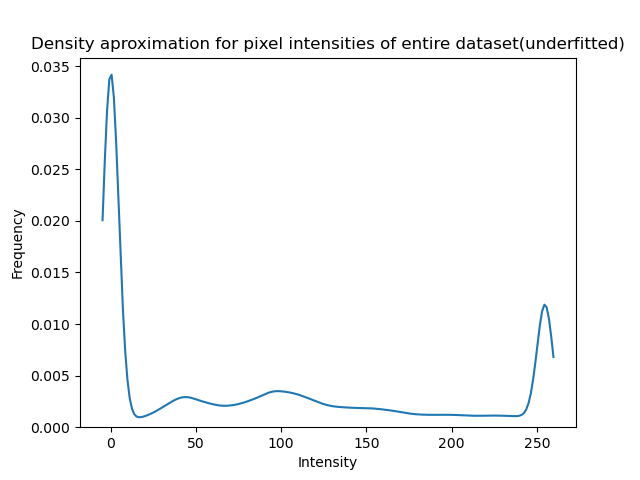 Density aproximation for pixel intensities of entire dataset(underfitted)
0.035
0.030
0.025
0.020
0.015
0.010
0.005
0.000
Frequency
0 50 100 150 200 250
Intensity